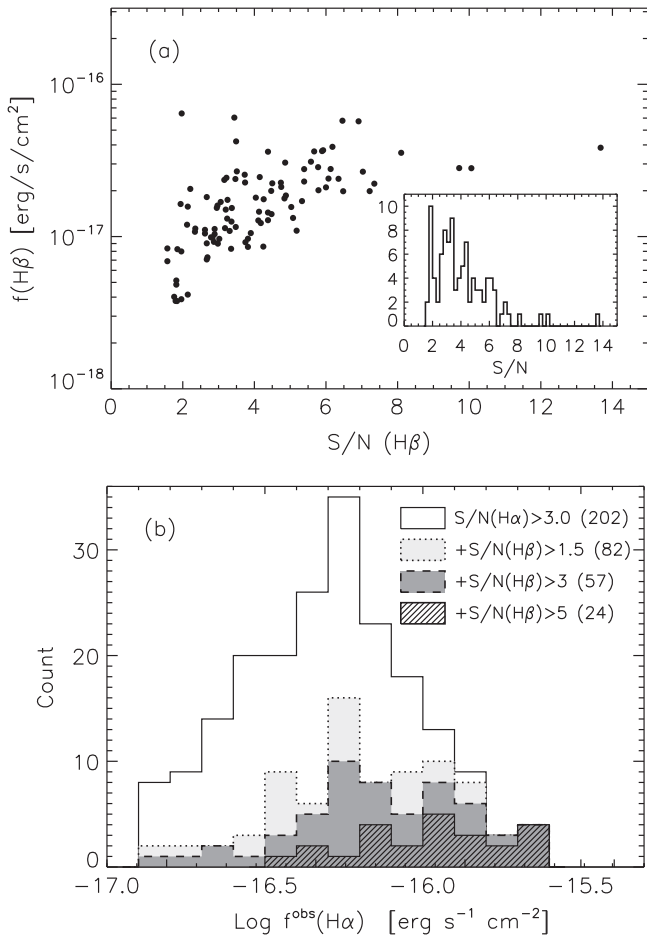 (a)
f(Hβ) [erg/s/cm²]
10⁻¹⁶
10⁻¹⁷
10⁻¹⁸
0 2 4 6 8 10 12 14
S/N (Hβ)
10
8
6
4
2
0
0 2 4 6 8 10 12 14
S/N
(b)
S/N(Hα)>3.0 (202)
+S/N(Hβ)>1.5 (82)
+S/N(Hβ)>3 (57)
+S/N(Hβ)>5 (24)
Count
30
20
10
0
−17.0 −16.5 −16.0 −15.5
Log f^obs(Hα) [erg s⁻¹ cm⁻²]